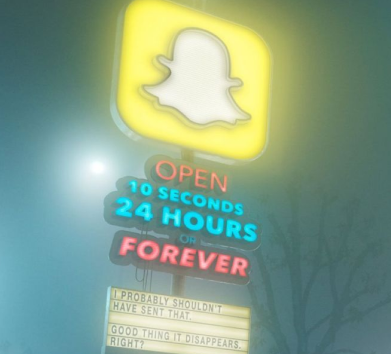 OPEN
10 SECONDS
24 HOURS
OR
FOREVER
I PROBABLY SHOULDN'T
HAVE SENT THAT.
GOOD THING IT DISAPPEARS,
RIGHT?